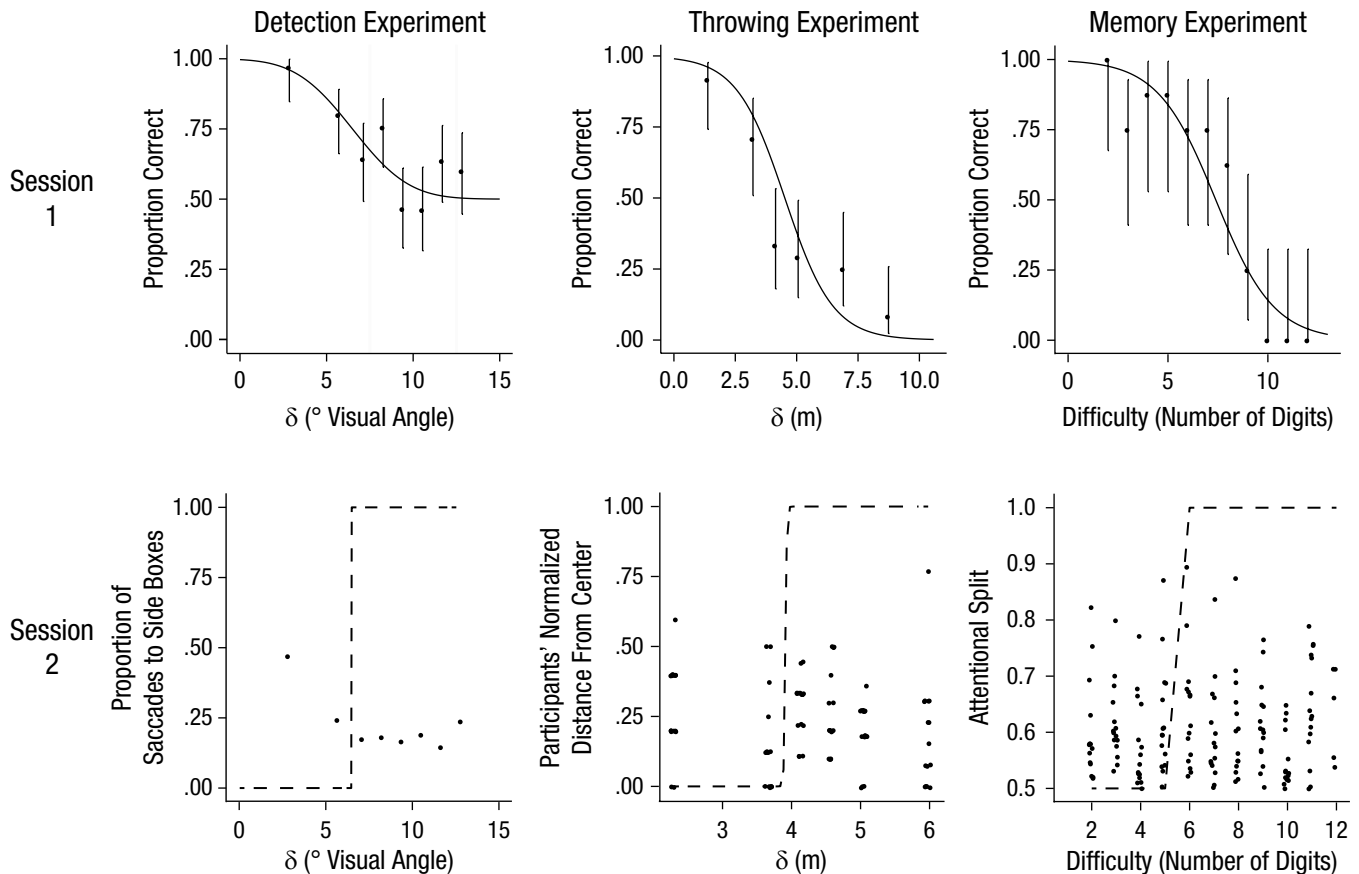 Detection Experiment
Throwing Experiment
Memory Experiment
Session
1
Proportion Correct
1.00
.75
.50
.25
.00
0 5 10 15
δ (° Visual Angle)
Proportion Correct
1.00
.75
.50
.25
.00
0.0 2.5 5.0 7.5 10.0
δ (m)
Proportion Correct
1.00
.75
.50
.25
.00
0 5 10
Difficulty (Number of Digits)
Session
2
Proportion of
Saccades to Side Boxes
1.00
.75
.50
.25
.00
0 5 10 15
δ (° Visual Angle)
Participants' Normalized
Distance From Center
1.00
.75
.50
.25
.00
3 4 5 6
δ (m)
Attentional Split
1.0
0.9
0.8
0.7
0.6
0.5
2 4 6 8 10 12
Difficulty (Number of Digits)